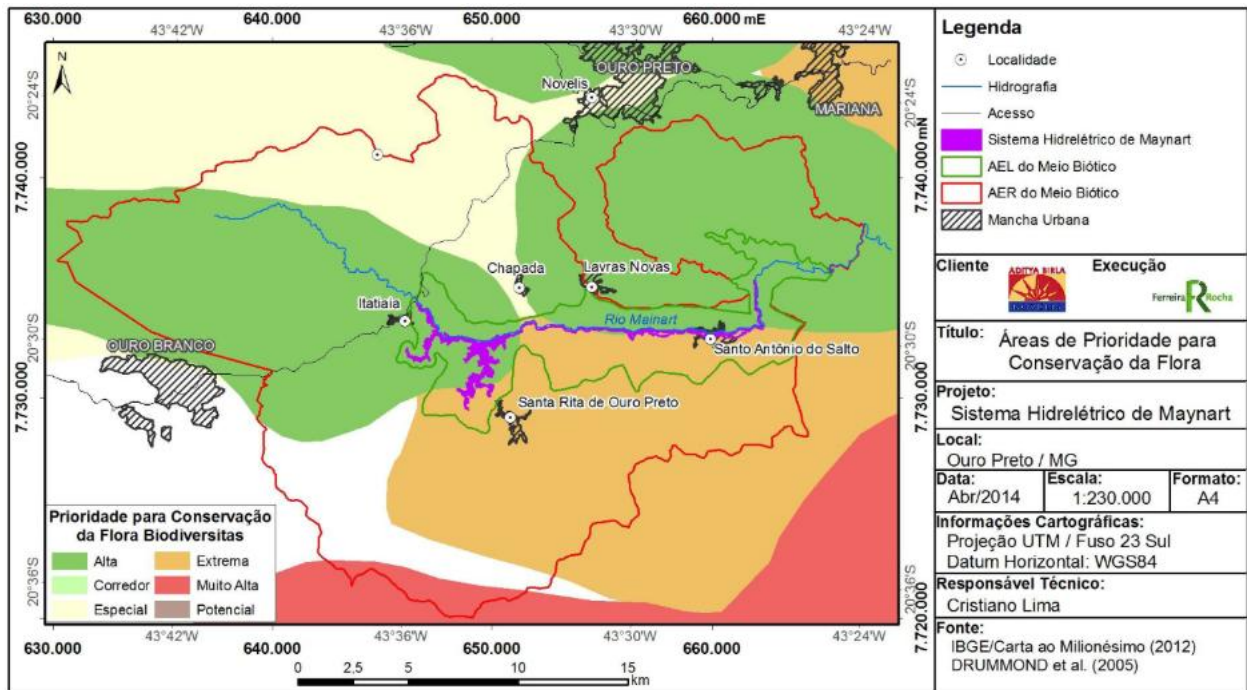 630.000 640.000 650.000 660.000 mE
43°42'W 43°36'W 43°30'W 43°24'W
N
OURO PRETO
Novelis
MARIANA
20°24'S 20°24'S
7.740.000 7.740.000 mN
Chapada Lavras Novas
Itatiaia
Rio Mainart
20°30'S 20°30'S
OURO BRANCO
Santo Antônio do Salto
7.730.000 7.730.000
Santa Rita de Ouro Preto
Prioridade para Conservação
da Flora Biodiversitas
Alta Extrema
Corredor Muito Alta
Especial Potencial
20°36'S 20°36'S
7.720.000 7.720.000
43°42'W 43°36'W 43°30'W 43°24'W
630.000 640.000 650.000 660.000
0 2,5 5 10 15
km
Legenda
Localidade
Hidrografia
Acesso
Sistema Hidrelétrico de Maynart
AEL do Meio Biótico
AER do Meio Biótico
Mancha Urbana
Cliente Execução
ADITYA BIRLA
Ferreira Rocha
Título:
Áreas de Prioridade para
Conservação da Flora
Projeto:
Sistema Hidrelétrico de Maynart
Local:
Ouro Preto / MG
Data: Escala: Formato:
Abr/2014 1:230.000 A4
Informações Cartográficas:
Projeção UTM / Fuso 23 Sul
Datum Horizontal: WGS84
Responsável Técnico:
Cristiano Lima
Fonte:
IBGE/Carta ao Milionésimo (2012)
DRUMMOND et al. (2005)